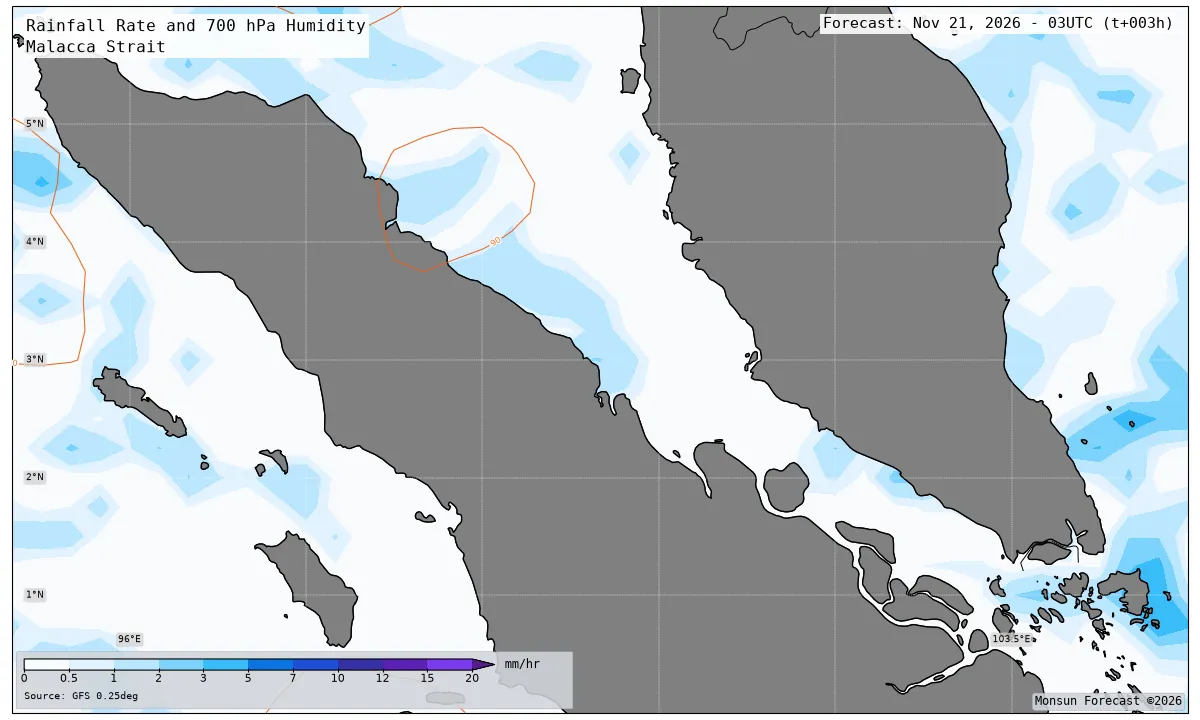 Rainfall Rate and 700 hPa Humidity
Malacca Strait
Forecast: Nov 21, 2026 - 03UTC (t+003h)
5°N
4°N
90
3°N
0
2°N
1°N
96°E
103.5°E
0 0.5 1 2 3 5 7 10 12 15 20
mm/hr
Source: GFS 0.25deg
Monsun Forecast ©2026